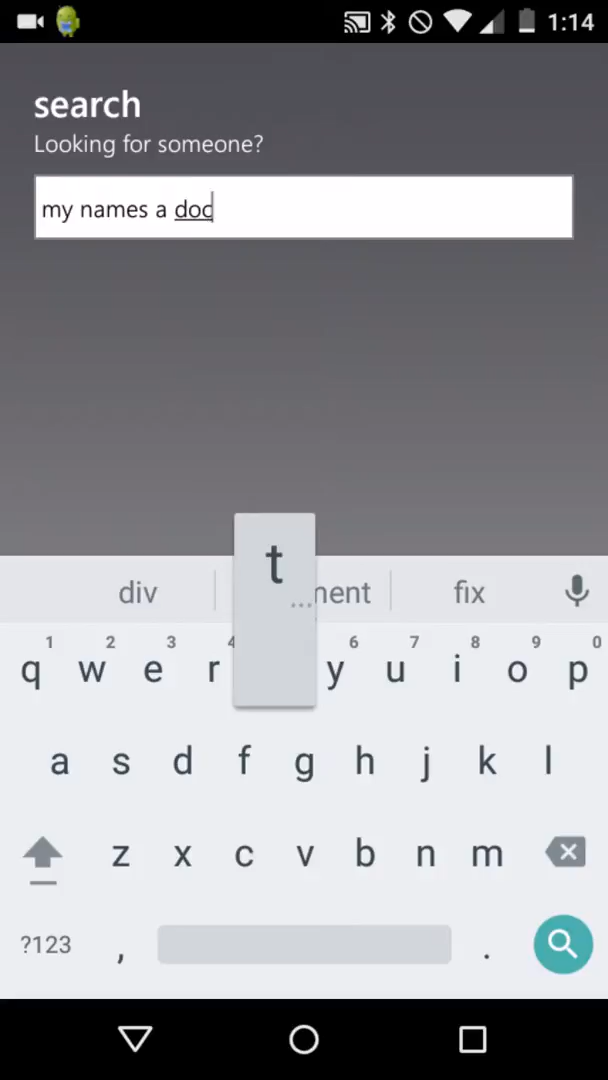 1:14
search
Looking for someone?
my names a doc
t
div
fix
1 2 3 4 6 7 8 9 0
q w e r y u i o p
a s d f g h j k l
z x c v b n m
?123 , .